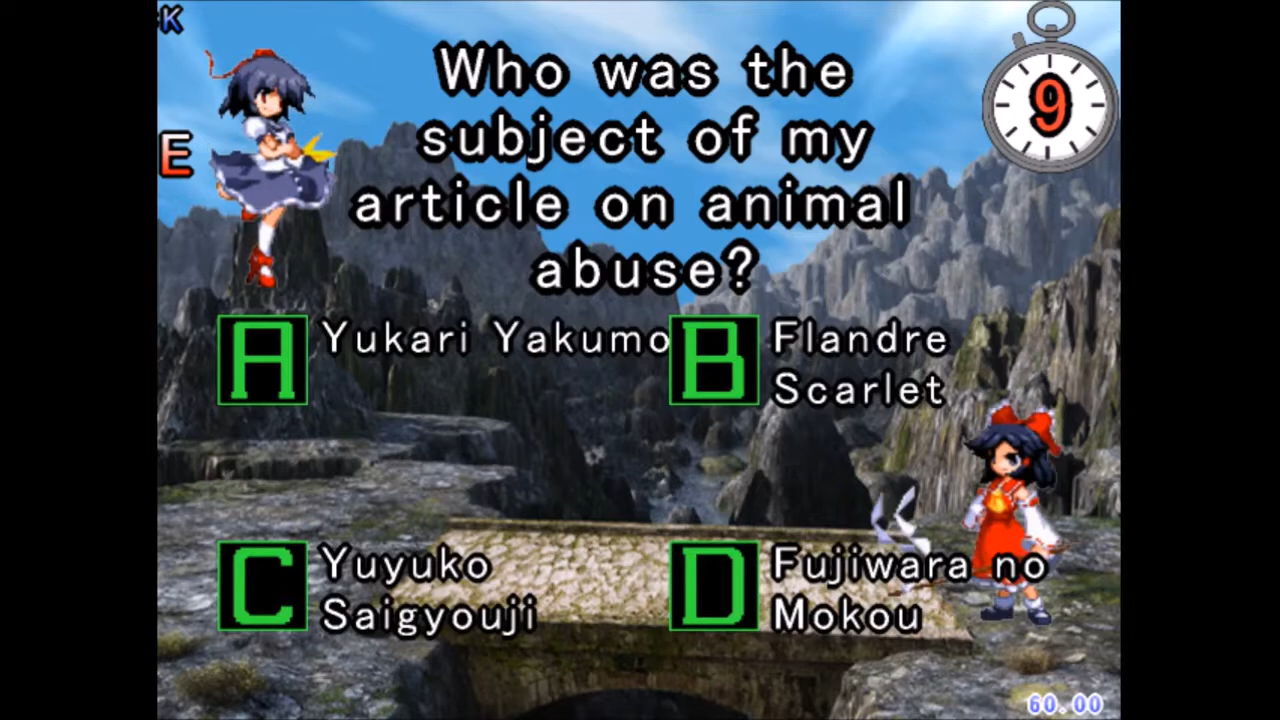 K
Who was the
subject of my
article on animal
abuse?
9
E
A Yukari Yakumo
B Flandre
Scarlet
C Yuyuko
Saigyouji
D Fujiwara no
Mokou
60.00